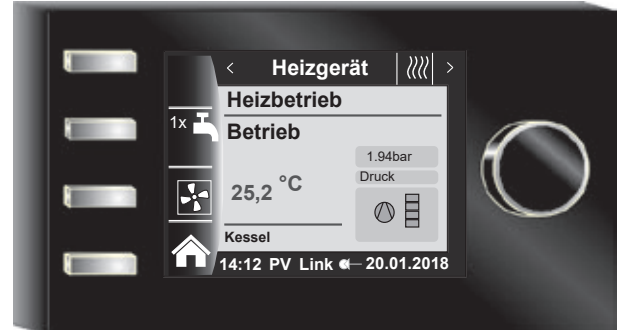 < Heizgerät >
Heizbetrieb
1x
Betrieb
1.94bar
25,2 °C
Druck
Kessel
14:12 PV Link 20.01.2018